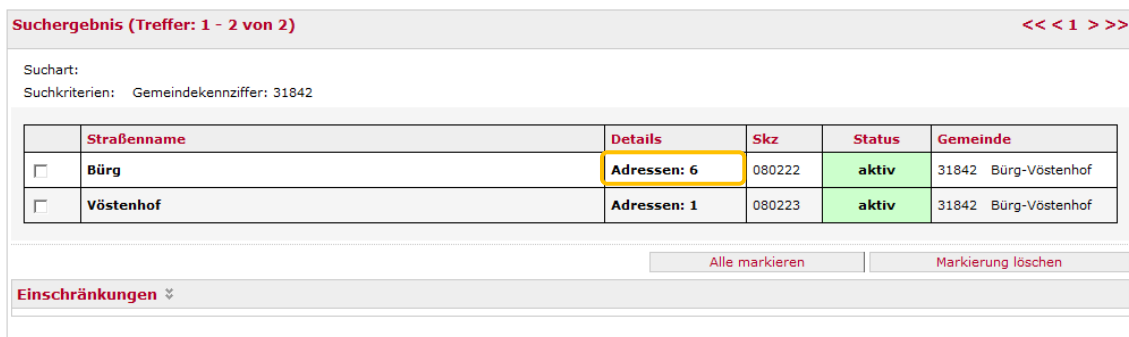 Suchergebnis (Treffer: 1 - 2 von 2) << < 1 > >>
Suchart:
Suchkriterien: Gemeindekennziffer: 31842
Straßenname Details Skz Status Gemeinde
Bürg Adressen: 6 080222 aktiv 31842 Bürg-Vöstenhof
Vöstenhof Adressen: 1 080223 aktiv 31842 Bürg-Vöstenhof
Alle markieren Markierung löschen
Einschränkungen